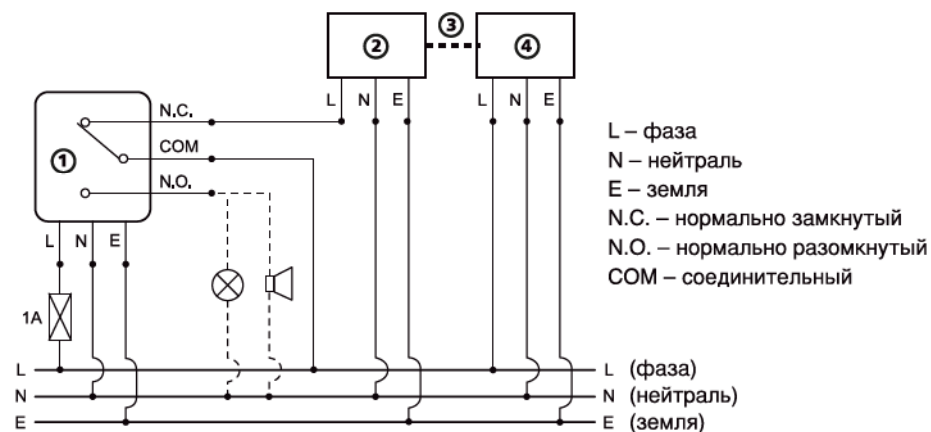 ③
② ④
L N E L N E
N.C.
COM
①
N.O.
L N E
1A
L – фаза
N – нейтраль
E – земля
N.C. – нормально замкнутый
N.O. – нормально разомкнутый
COM – соединительный
L L (фаза)
N N (нейтраль)
E E (земля)